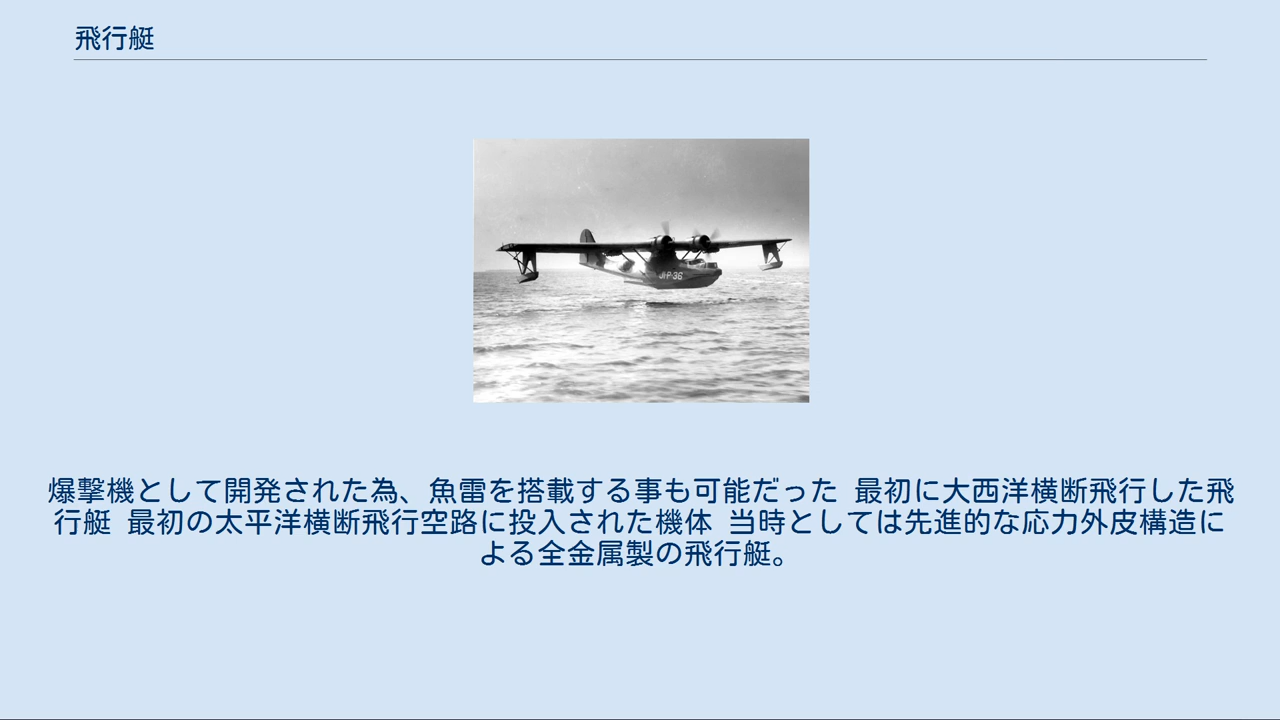 飛行艇
J1-P-36
爆撃機として開発された為、魚雷を搭載する事も可能だった 最初に大西洋横断飛行した飛
行艇 最初の太平洋横断飛行空路に投入された機体 当時としては先進的な応力外皮構造に
よる全金属製の飛行艇。